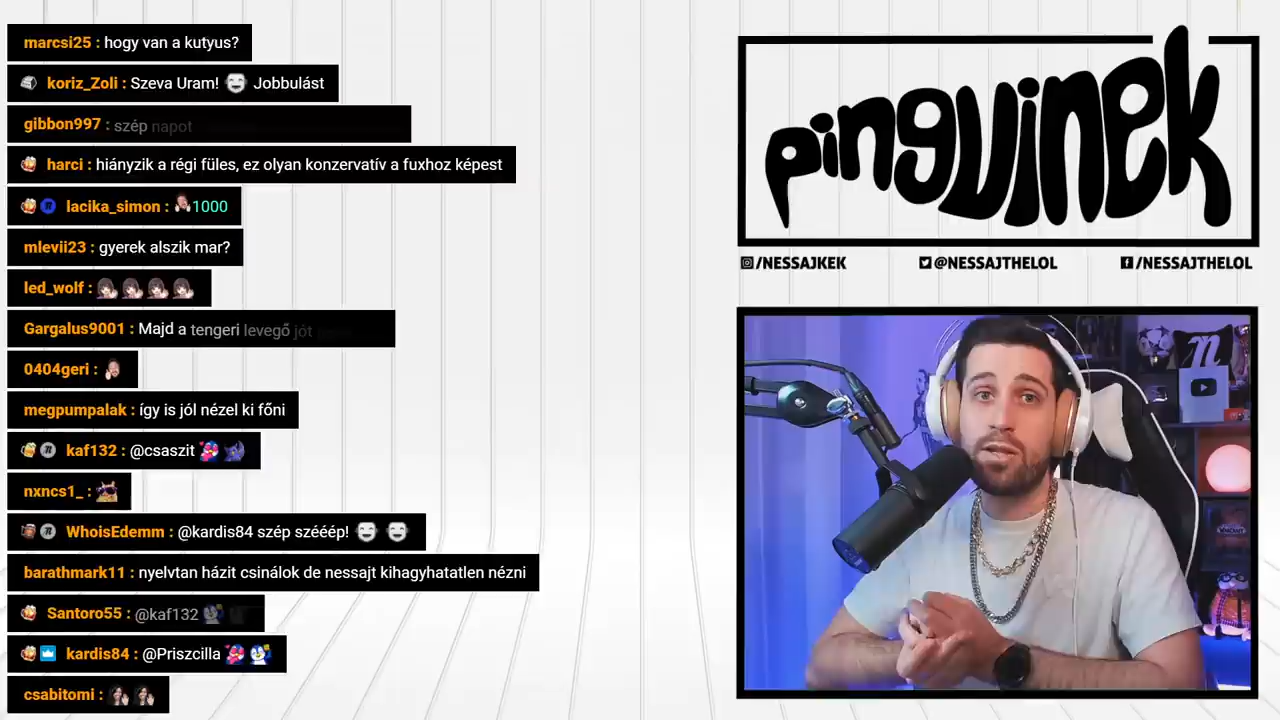 marcsi25 : hogy van a kutyus?
koriz_Zoli : Szeva Uram! Jobbulást
gibbon997 : szép napot
harci : hiányzik a régi füles, ez olyan konzervatív a fuxhoz képest
lacika_simon : 1000
mlevii23 : gyerek alszik mar?
led_wolf :
Gargalus9001 : Majd a tengeri levegő jót
0404geri :
megpumpalak : így is jól nézel ki főni
kaf132 : @csaszit
nxncs1_ :
WhoisEdemm : @kardis84 szép szééép!
barathmark11 : nyelvtan házit csinálok de nessajt kihagyhatatlen nézni
Santoro55 : @kaf132
kardis84 : @Priszcilla
csabitomi :
pingvinek
/NESSAJKEK
@NESSAJTHELOL
/NESSAJTHELOL
n